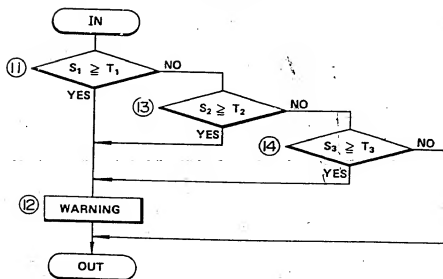 IN
⑪ S₁ ≧ T₁ NO
YES
⑬ S₂ ≧ T₂ NO
YES
⑭ S₃ ≧ T₃ NO
YES
⑫ WARNING
OUT